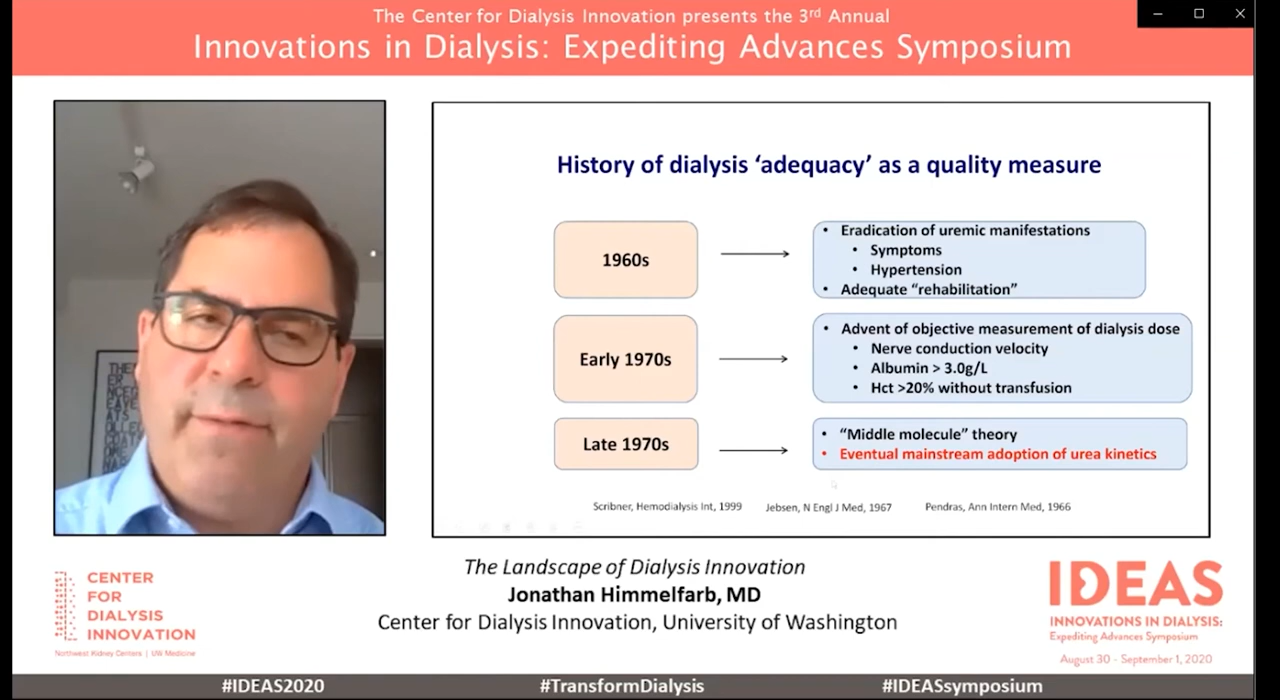 The Center for Dialysis Innovation presents the 3rd Annual
Innovations in Dialysis: Expediting Advances Symposium
History of dialysis ‘adequacy’ as a quality measure
1960s
• Eradication of uremic manifestations
• Symptoms
• Hypertension
• Adequate “rehabilitation”
Early 1970s
• Advent of objective measurement of dialysis dose
• Nerve conduction velocity
• Albumin > 3.0g/L
• Hct >20% without transfusion
Late 1970s
• “Middle molecule” theory
• Eventual mainstream adoption of urea kinetics
Scribner, Hemodialysis Int, 1999 Jebsen, N Engl J Med, 1967 Pendras, Ann Intern Med, 1966
The Landscape of Dialysis Innovation
Jonathan Himmelfarb, MD
Center for Dialysis Innovation, University of Washington
CENTER
FOR
DIALYSIS
INNOVATION
Northwest Kidney Centers | UW Medicine
IDEAS
INNOVATIONS IN DIALYSIS:
Expediting Advances Symposium
August 30 - September 1, 2020
#IDEAS2020 #TransformDialysis #IDEASsymposium